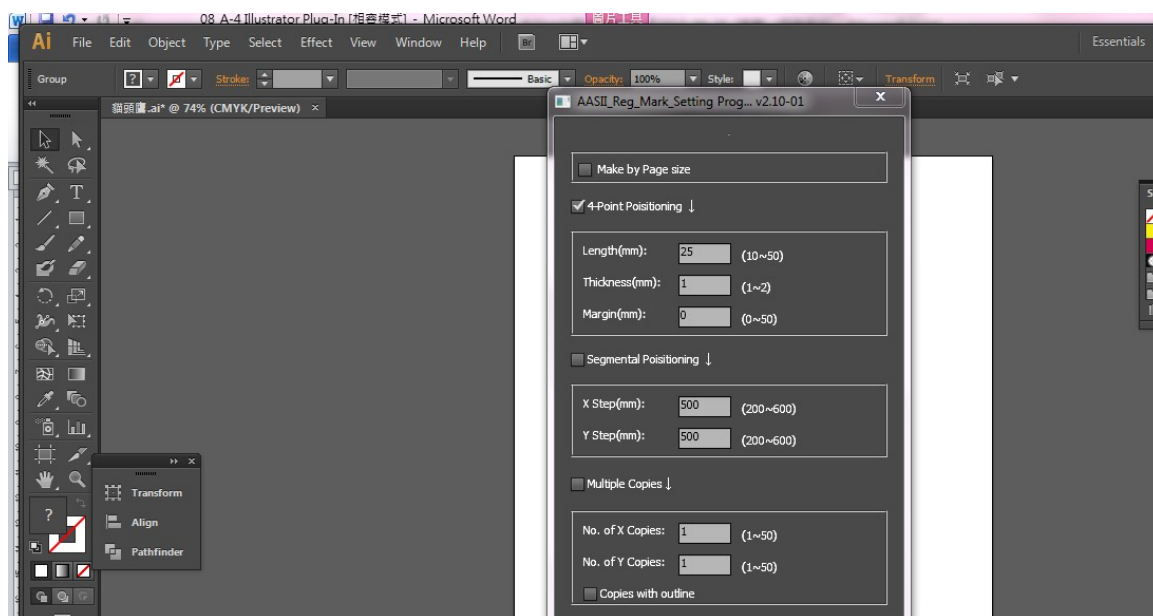 08 A-4 Illustrator Plug-In [相容模式] - Microsoft Word
圖片工具
Ai File Edit Object Type Select Effect View Window Help Br Essentials
Group ? Stroke: Basic Opacity: 100% Style: Transform
貓頭鷹.ai* @ 74% (CMYK/Preview) ×
AASII_Reg_Mark_Setting Prog... v2.10-01 X
Make by Page size
4-Point Poisitioning ↓
Length(mm): 25 (10~50)
Thickness(mm): 1 (1~2)
Margin(mm): 0 (0~50)
Segmental Poisitioning ↓
X Step(mm): 500 (200~600)
Y Step(mm): 500 (200~600)
Multiple Copies ↓
No. of X Copies: 1 (1~50)
No. of Y Copies: 1 (1~50)
Copies with outline
Transform
Align
Pathfinder
?